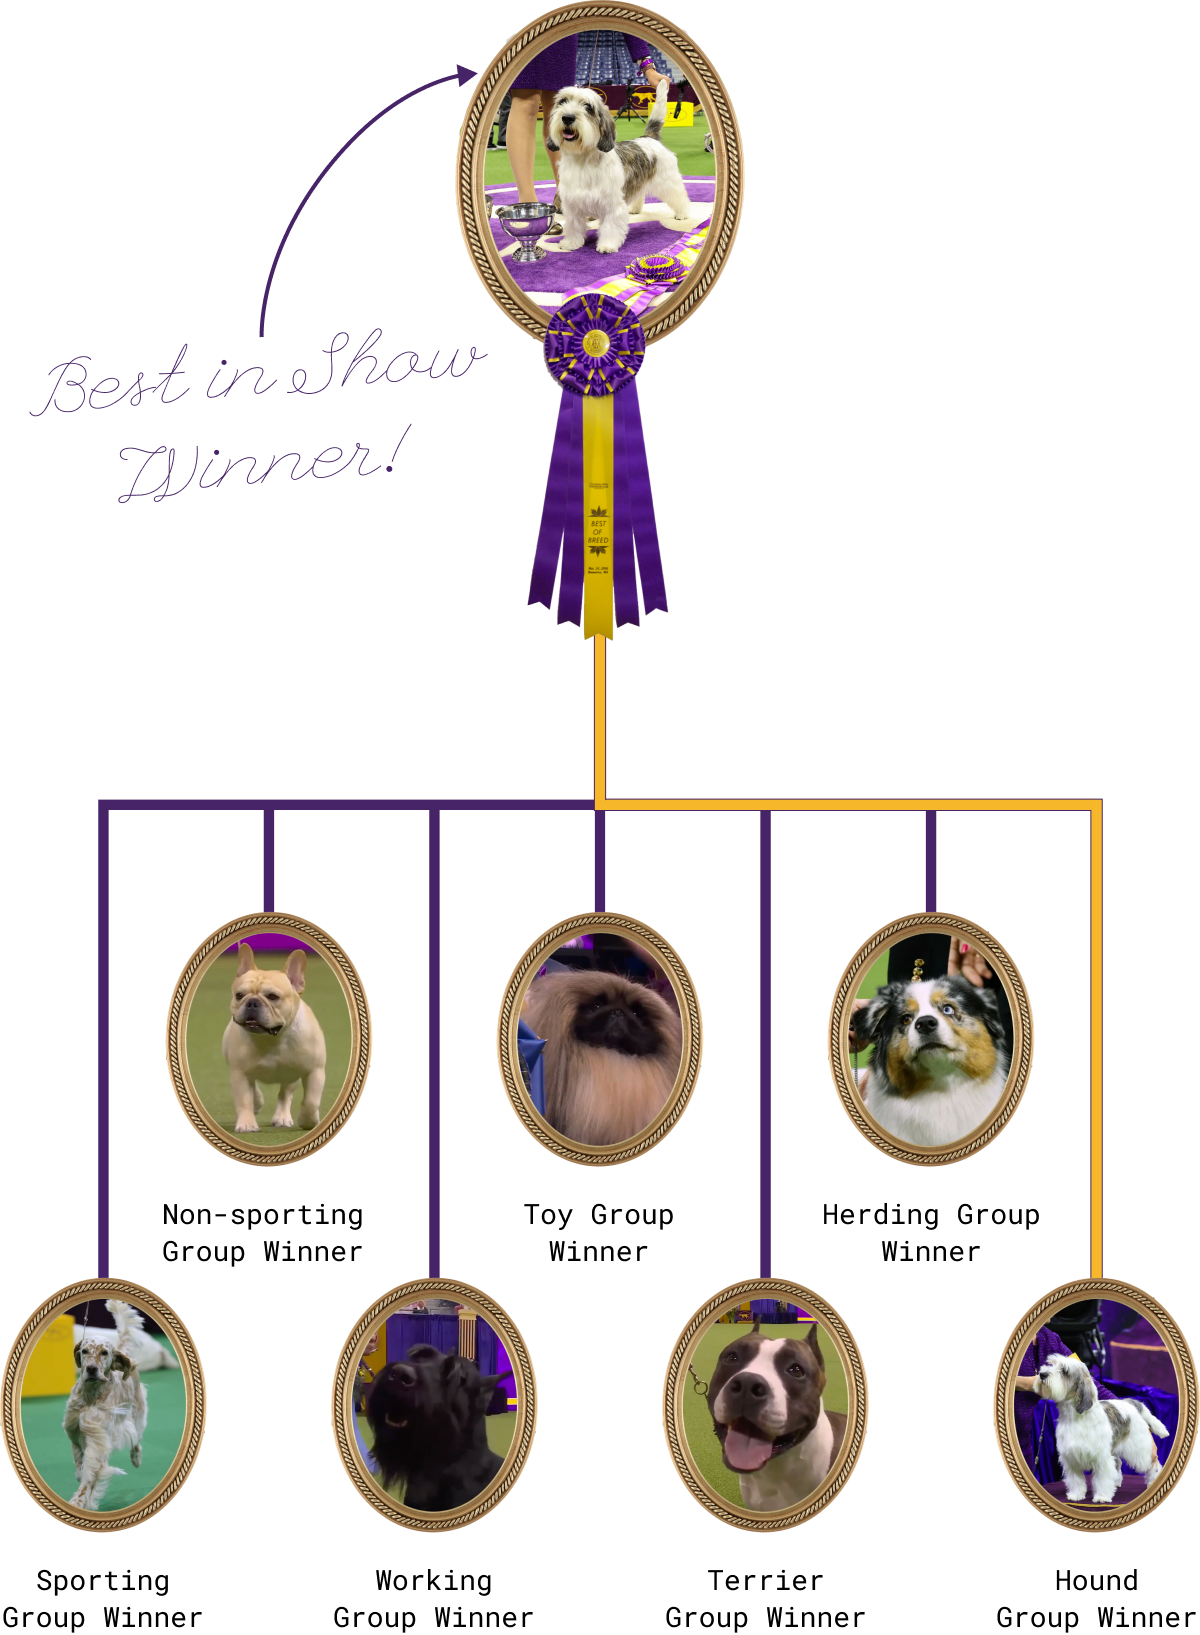 Best in Show
Winner!
BEST
OF
BREED
Non-sporting
Group Winner
Toy Group
Winner
Herding Group
Winner
Sporting
Group Winner
Working
Group Winner
Terrier
Group Winner
Hound
Group Winner